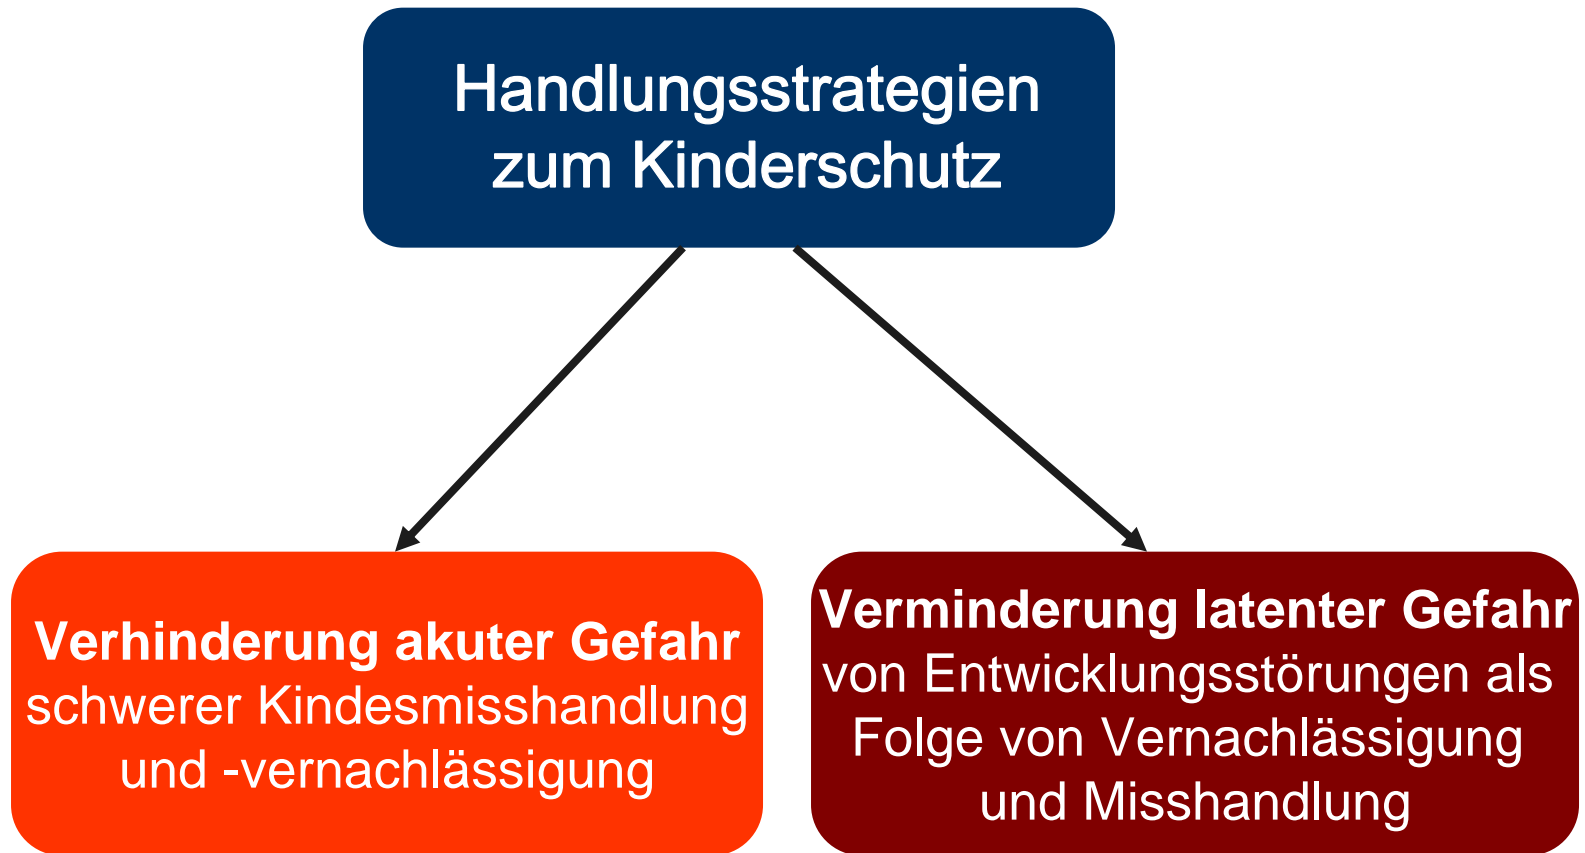 Handlungsstrategien
zum Kinderschutz
Verhinderung akuter Gefahr
schwerer Kindesmisshandlung
und -vernachlässigung
Verminderung latenter Gefahr
von Entwicklungsstörungen als
Folge von Vernachlässigung
und Misshandlung